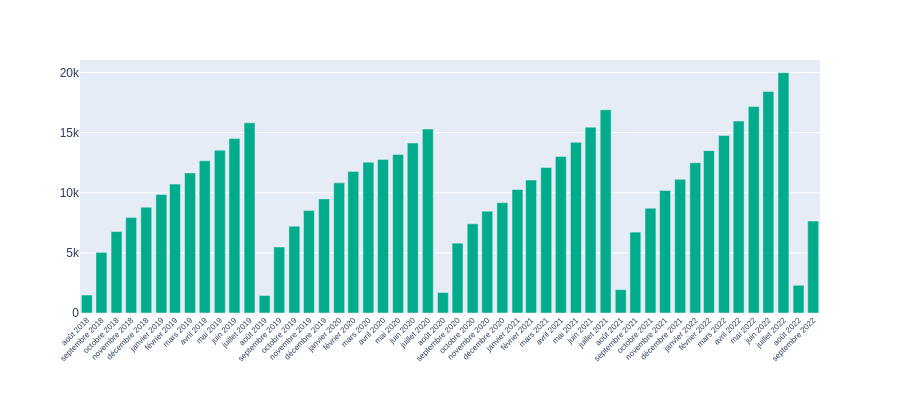 20k
15k
10k
5k
0
août 2018
septembre 2018
octobre 2018
novembre 2018
décembre 2018
janvier 2019
février 2019
mars 2019
avril 2019
mai 2019
juin 2019
juillet 2019
août 2019
septembre 2019
octobre 2019
novembre 2019
décembre 2019
janvier 2020
février 2020
mars 2020
avril 2020
mai 2020
juin 2020
juillet 2020
août 2020
septembre 2020
octobre 2020
novembre 2020
décembre 2020
janvier 2021
février 2021
mars 2021
avril 2021
mai 2021
juin 2021
juillet 2021
août 2021
septembre 2021
octobre 2021
novembre 2021
décembre 2021
janvier 2022
février 2022
mars 2022
avril 2022
mai 2022
juin 2022
juillet 2022
août 2022
septembre 2022